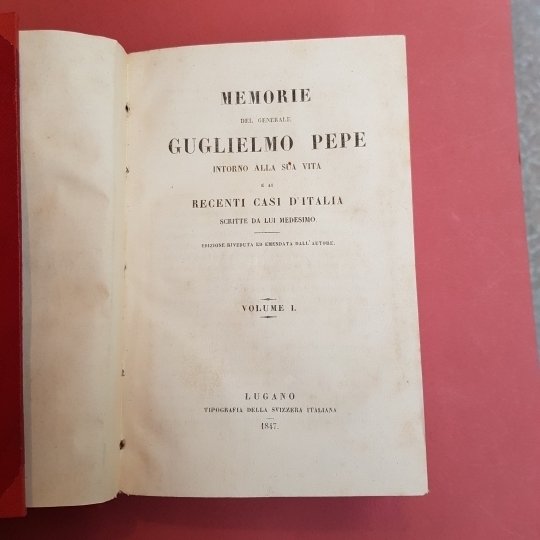 MEMORIE
DEL GENERALE
GUGLIELMO PEPE
INTORNO ALLA SUA VITA
E AI
RECENTI CASI D'ITALIA
SCRITTE DA LUI MEDESIMO.
EDIZIONE RIVEDUTA ED EMENDATA DALL'AUTORE.
VOLUME I.
LUGANO
TIPOGRAFIA DELLA SVIZZERA ITALIANA
1847.